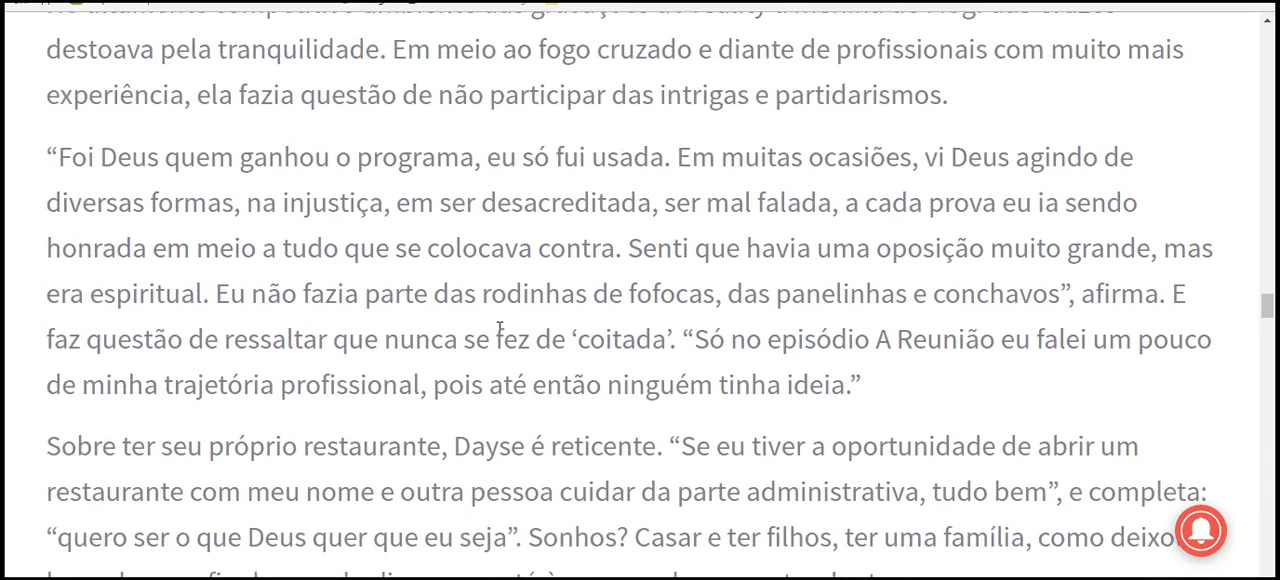 destoava pela tranquilidade. Em meio ao fogo cruzado e diante de profissionais com muito mais
experiência, ela fazia questão de não participar das intrigas e partidarismos.
“Foi Deus quem ganhou o programa, eu só fui usada. Em muitas ocasiões, vi Deus agindo de
diversas formas, na injustiça, em ser desacreditada, ser mal falada, a cada prova eu ia sendo
honrada em meio a tudo que se colocava contra. Senti que havia uma oposição muito grande, mas
era espiritual. Eu não fazia parte das rodinhas de fofocas, das panelinhas e conchavos”, afirma. E
faz questão de ressaltar que nunca se fez de ‘coitada’. “Só no episódio A Reunião eu falei um pouco
de minha trajetória profissional, pois até então ninguém tinha ideia.”
Sobre ter seu próprio restaurante, Dayse é reticente. “Se eu tiver a oportunidade de abrir um
restaurante com meu nome e outra pessoa cuidar da parte administrativa, tudo bem”, e completa:
“quero ser o que Deus quer que eu seja”. Sonhos? Casar e ter filhos, ter uma família, como deixo